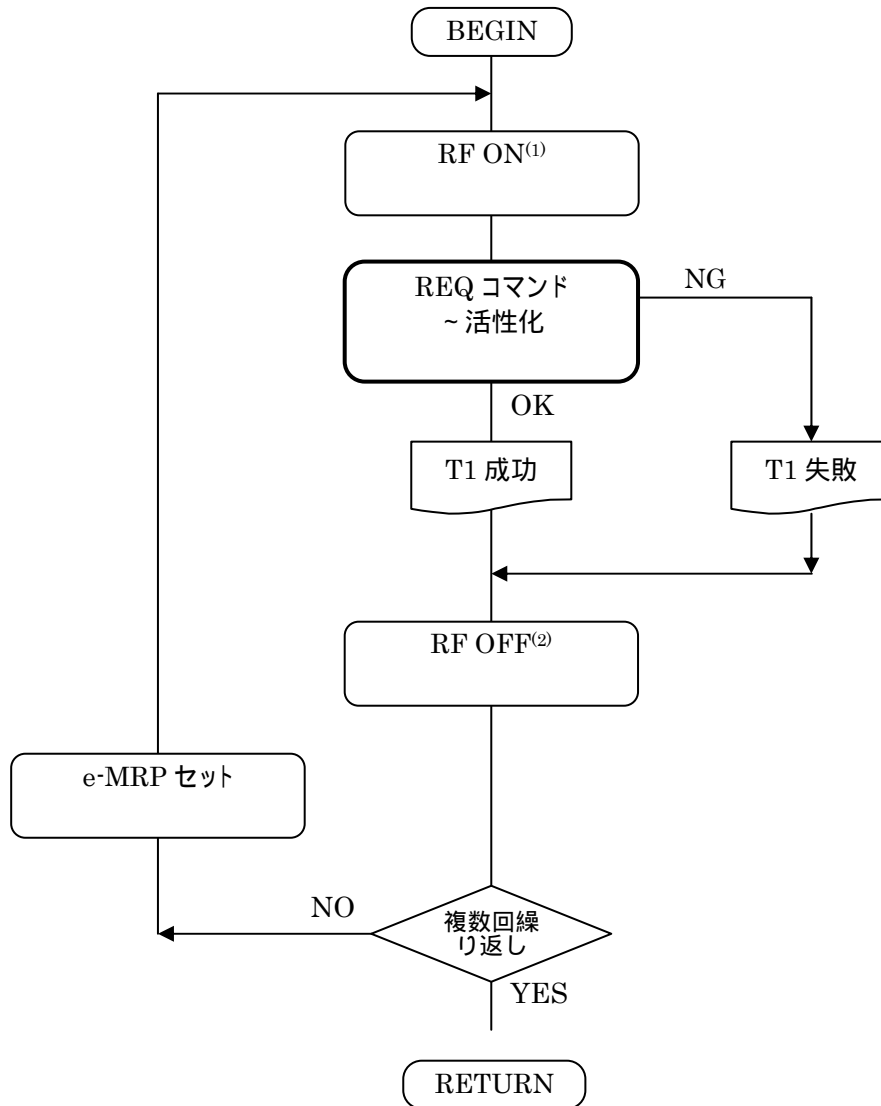 BEGIN
RF ON(1)
REQ コマンド
~ 活性化
NG
OK
T1 成功
T1 失敗
RF OFF(2)
e-MRP セット
NO
複数回繰
り返し
YES
RETURN